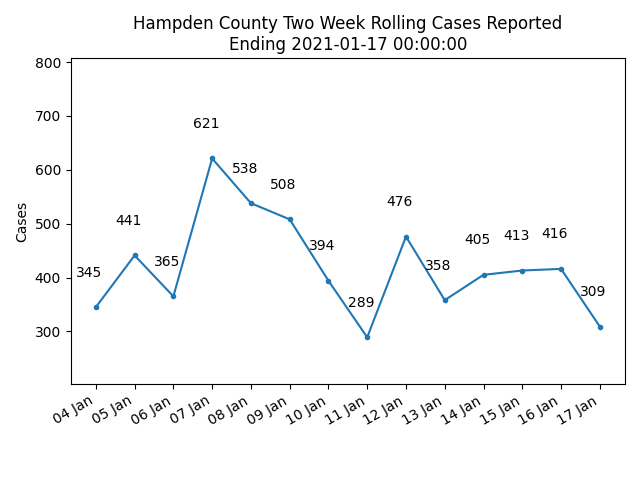 Hampden County Two Week Rolling Cases Reported
Ending 2021-01-17 00:00:00
800
700
600
500
400
300
Cases
345
441
365
621
538
508
394
289
476
358
405
413
416
309
04 Jan
05 Jan
06 Jan
07 Jan
08 Jan
09 Jan
10 Jan
11 Jan
12 Jan
13 Jan
14 Jan
15 Jan
16 Jan
17 Jan